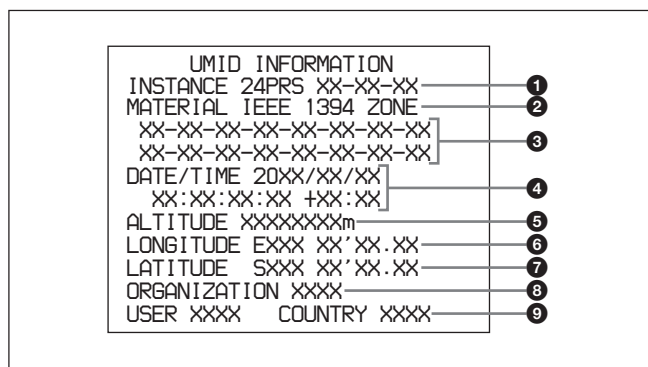 UMID INFORMATION
INSTANCE 24PRS XX-XX-XX
1
MATERIAL IEEE 1394 ZONE
2
XX-XX-XX-XX-XX-XX-XX-XX
XX-XX-XX-XX-XX-XX-XX-XX
3
DATE/TIME 20XX/XX/XX
XX:XX:XX:XX +XX:XX
4
ALTITUDE XXXXXXXXm
5
LONGITUDE EXXX XX'XX.XX
6
LATITUDE SXXX XX'XX.XX
7
ORGANIZATION XXXX
8
USER XXXX COUNTRY XXXX
9